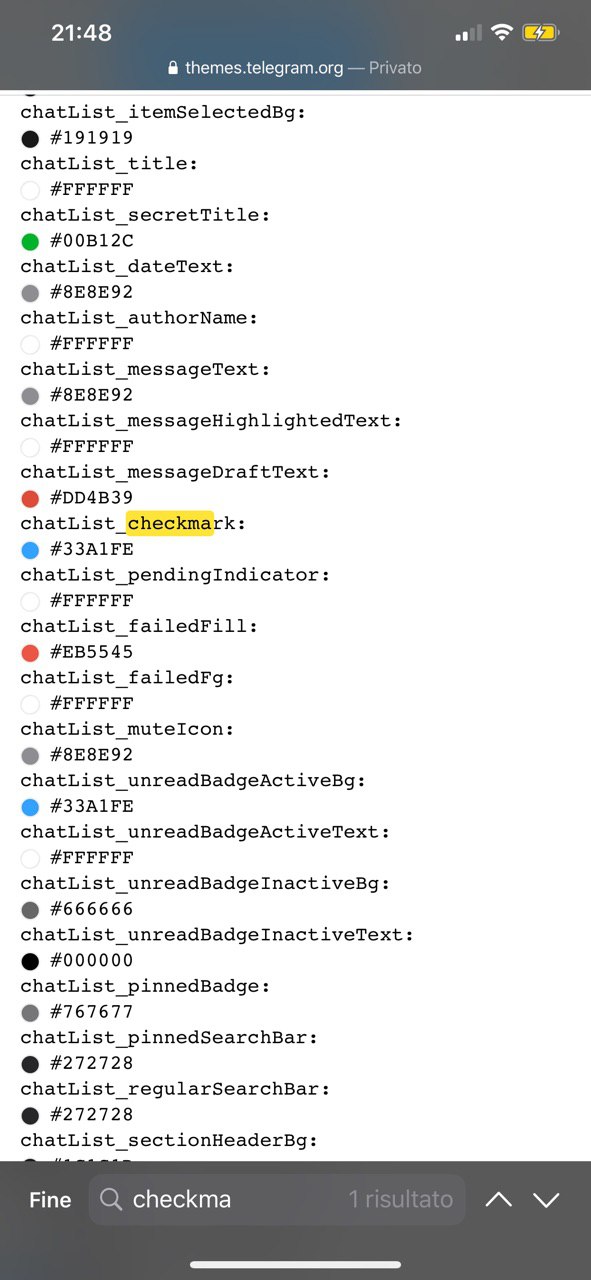 21:48
themes.telegram.org — Privato
chatList_itemSelectedBg:
#191919
chatList_title:
#FFFFFF
chatList_secretTitle:
#00B12C
chatList_dateText:
#8E8E92
chatList_authorName:
#FFFFFF
chatList_messageText:
#8E8E92
chatList_messageHighlightedText:
#FFFFFF
chatList_messageDraftText:
#DD4B39
chatList_checkmark:
#33A1FE
chatList_pendingIndicator:
#FFFFFF
chatList_failedFill:
#EB5545
chatList_failedFg:
#FFFFFF
chatList_muteIcon:
#8E8E92
chatList_unreadBadgeActiveBg:
#33A1FE
chatList_unreadBadgeActiveText:
#FFFFFF
chatList_unreadBadgeInactiveBg:
#666666
chatList_unreadBadgeInactiveText:
#000000
chatList_pinnedBadge:
#767677
chatList_pinnedSearchBar:
#272728
chatList_regularSearchBar:
#272728
chatList_sectionHeaderBg:
Fine checkma 1 risultato